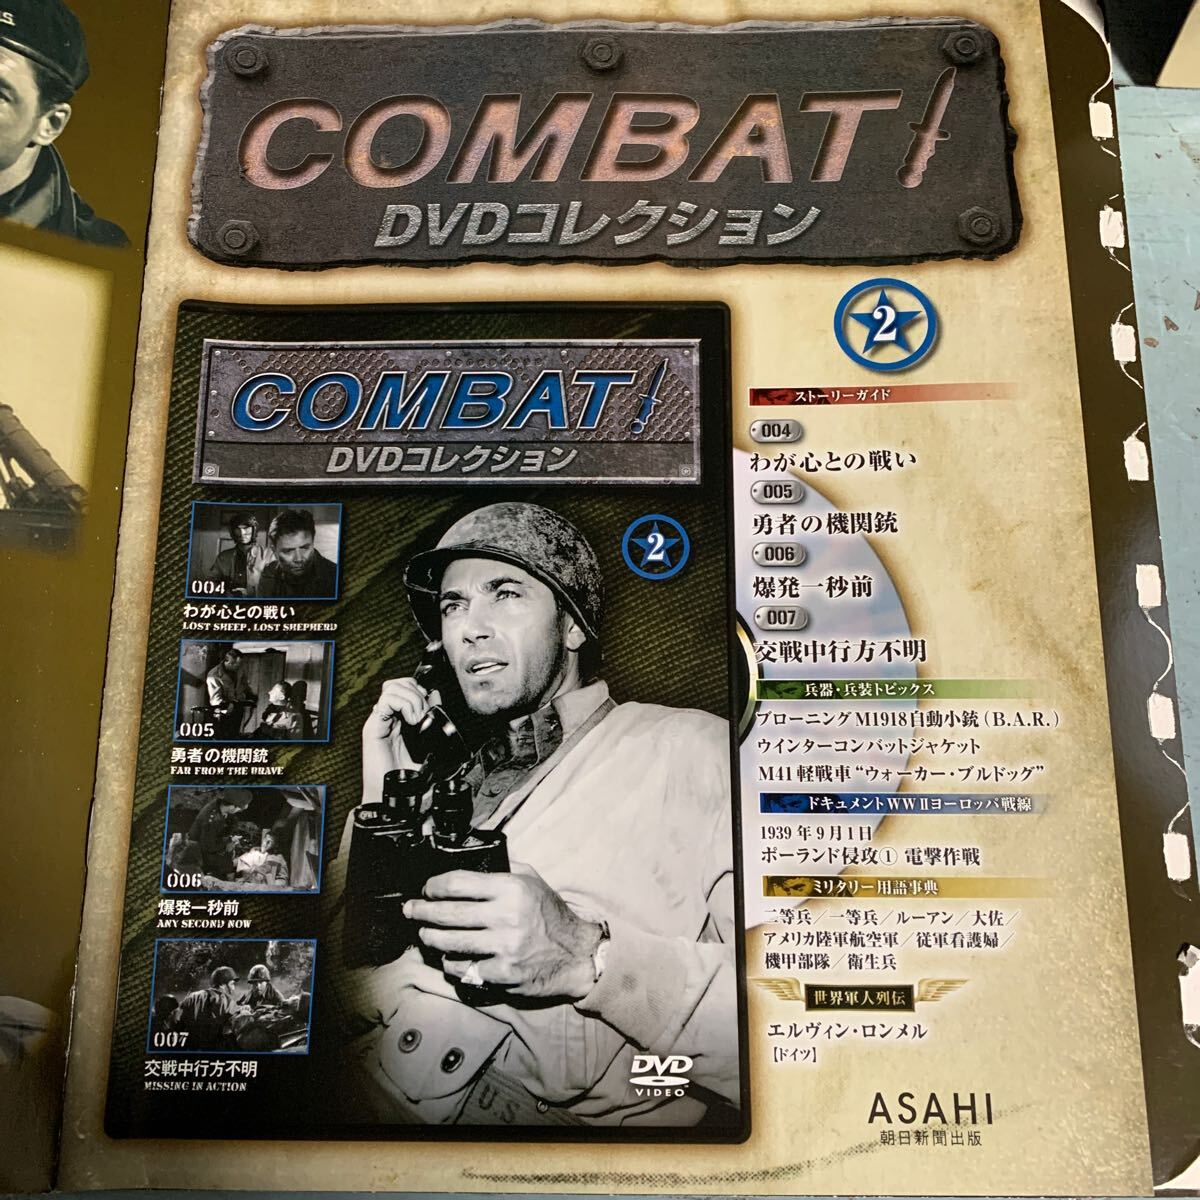 S.
COMBAT!
DVDコレクション
2
COMBAT!
DVDコレクション
2
004
わが心との戦い
LOST SHEEP, LOST SHEPHERD
005
勇者の機関銃
FAR FROM THE BRAVE
006
爆発一秒前
ANY SECOND NOW
007
交戦中行方不明
MISSING IN ACTION
U.S
DVD
VIDEO
ストーリーガイド
004
わが心との戦い
005
勇者の機関銃
006
爆発一秒前
007
交戦中行方不明
兵器・兵装トピックス
ブローニングM1918自動小銃(B.A.R.)
ウインターコンバットジャケット
M41軽戦車“ウォーカー・ブルドッグ”
ドキュメントWWⅡヨーロッパ戦線
1939年9月1日
ポーランド侵攻① 電撃作戦
ミリタリー用語事典
二等兵/一等兵/ルーアン/大佐/
アメリカ陸軍航空軍/従軍看護婦/
機甲部隊/衛生兵
世界軍人列伝
エルヴィン・ロンメル
[ドイツ]
ASAHI
朝日新聞出版